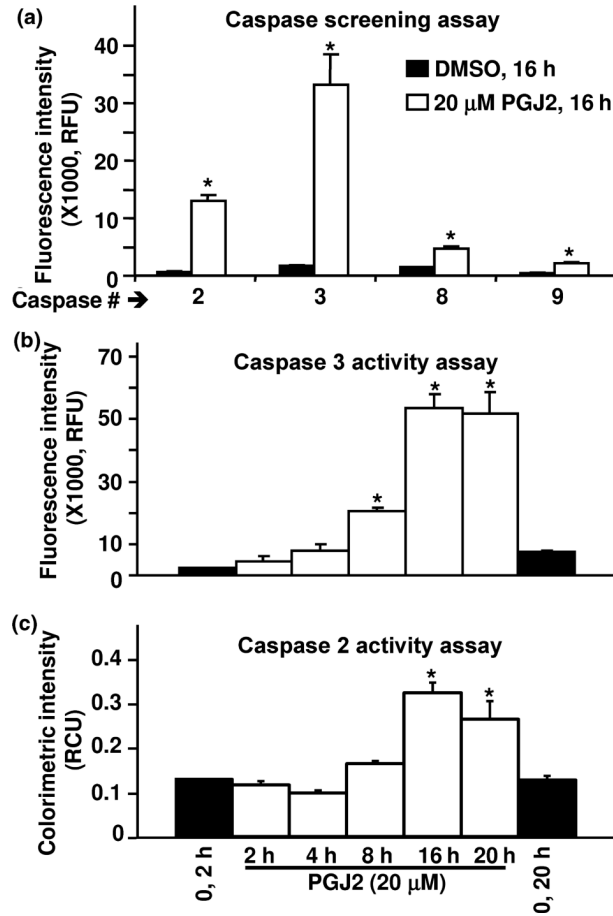 (a) Caspase screening assay
Fluorescence intensity
(X1000, RFU)
40
30
20
10
0
DMSO, 16 h
20 µM PGJ2, 16 h
* * * *
Caspase # → 2 3 8 9
(b) Caspase 3 activity assay
Fluorescence intensity
(X1000, RFU)
70
50
30
10
0
* * *
(c) Caspase 2 activity assay
Colorimetric intensity
(RCU)
0.4
0.3
0.2
0.1
0
* *
0, 2 h 2 h 4 h 8 h 16 h 20 h 0, 20 h
PGJ2 (20 µM)